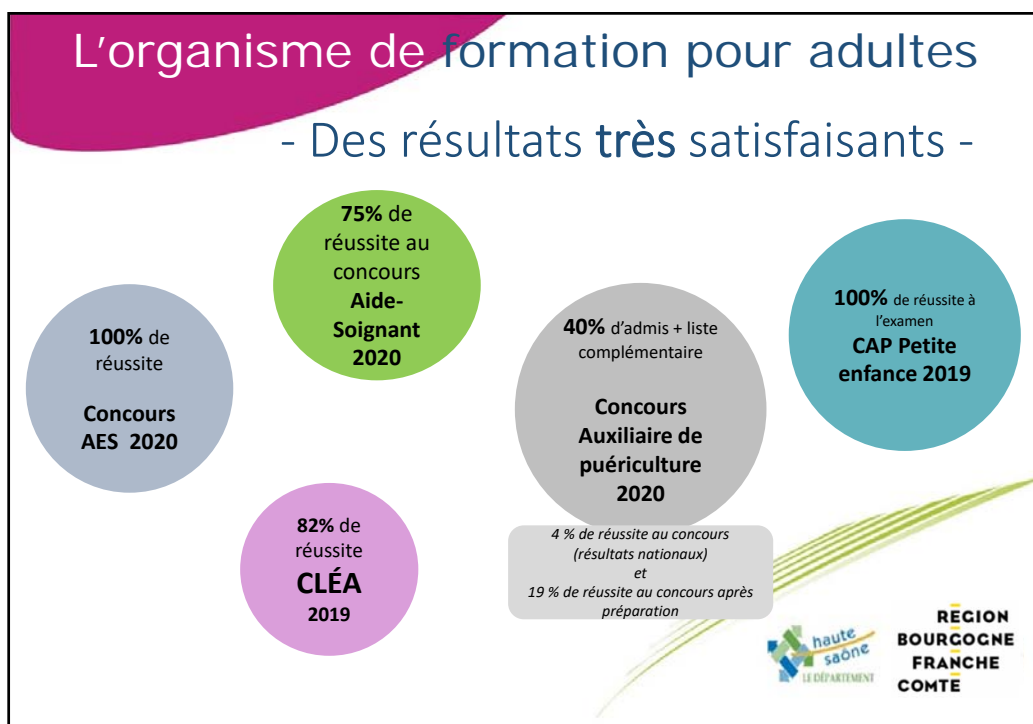 L'organisme de formation pour adultes
- Des résultats très satisfaisants -
100% de
réussite
Concours
AES 2020
75% de
réussite au
concours
Aide-
Soignant
2020
82% de
réussite
CLÉA
2019
40% d'admis + liste
complémentaire
Concours
Auxiliaire de
puériculture
2020
4 % de réussite au concours
(résultats nationaux)
et
19 % de réussite au concours après
préparation
100% de réussite à
l'examen
CAP Petite
enfance 2019
haute
saône
LE DÉPARTEMENT
REGION
BOURGOGNE
FRANCHE
COMTE